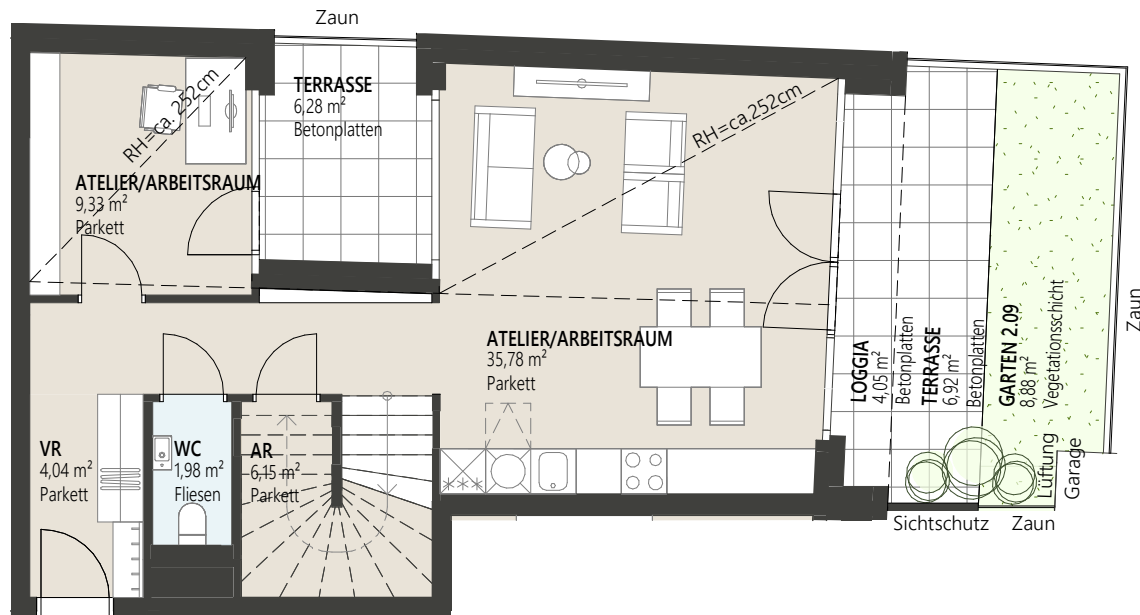 Zaun
TERRASSE
6,28 m²
Betonplatten
RH=ca. 252cm
RH=ca.252cm
ATELIER/ARBEITSRAUM
9,33 m²
Parkett
ATELIER/ARBEITSRAUM
35,78 m²
Parkett
LOGGIA
4,05 m²
Betonplatten
TERRASSE
6,92 m²
Betonplatten
GARTEN 2.09
8,88 m²
Vegetationsschicht
Zaun
VR
4,04 m²
Parkett
WC
1,98 m²
Fliesen
AR
6,15 m²
Parkett
Lüftung
Garage
Sichtschutz
Zaun